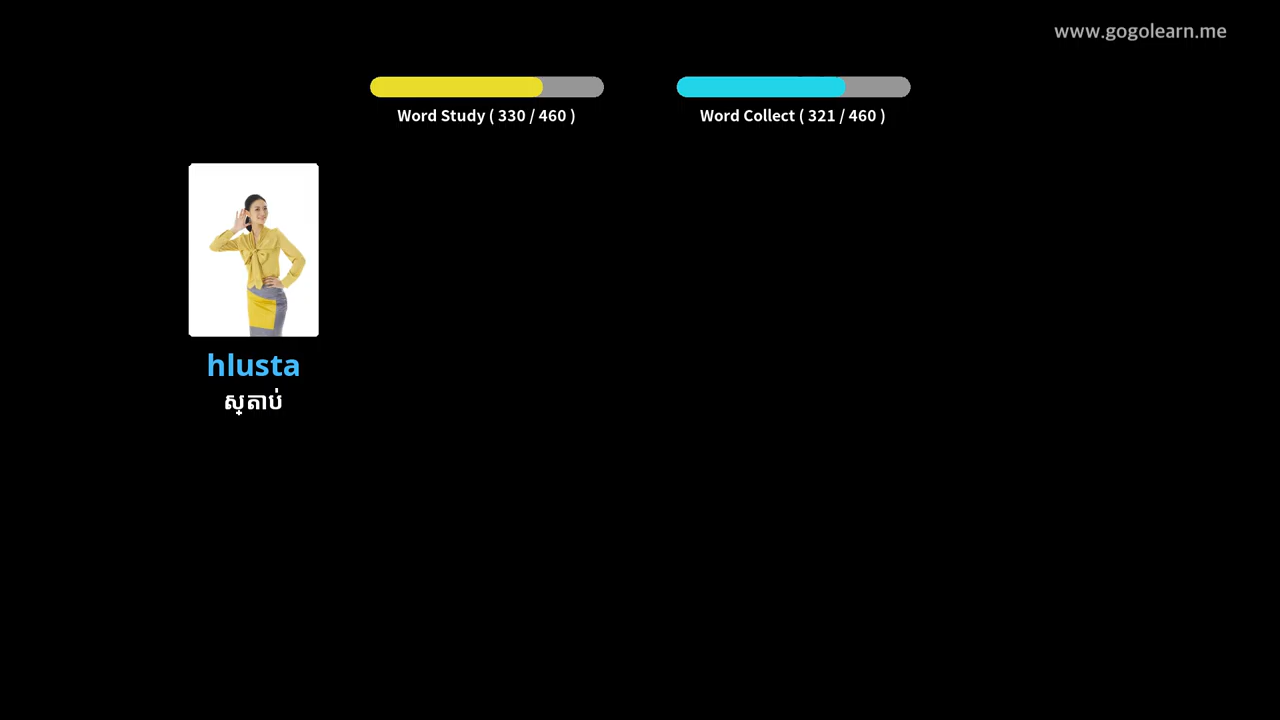 www.gogolearn.me
Word Study ( 330 / 460 )
Word Collect ( 321 / 460 )
hlusta
ស្តាប់